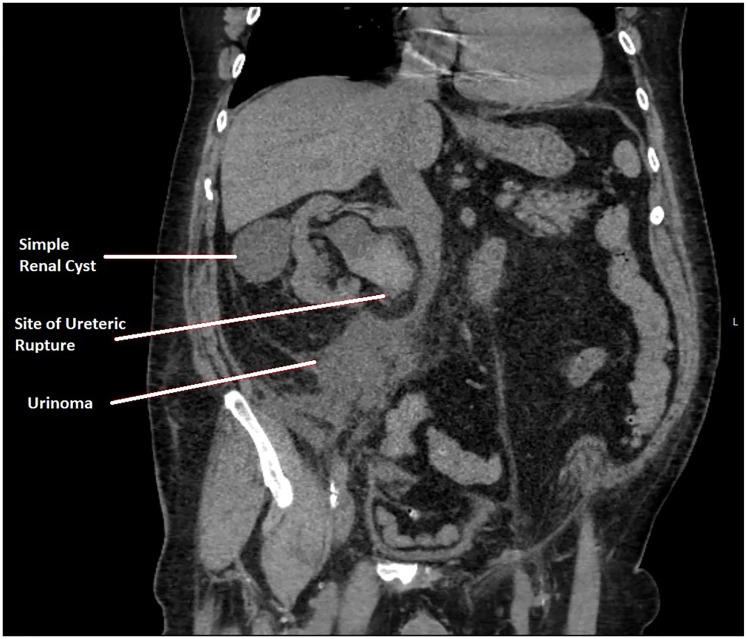 Simple
Renal Cyst
Site of Ureteric
Rupture
Urinoma
L